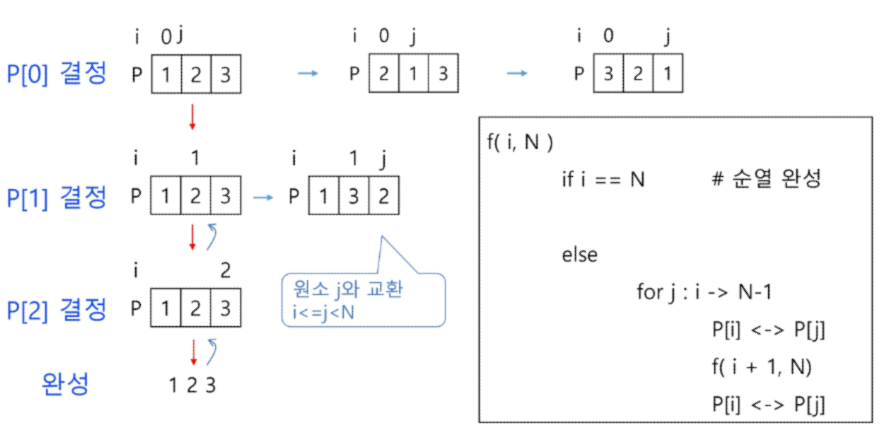 i 0 j
P[0] 결정 P 1 2 3
i 0 j
P 2 1 3
i 0 j
P 3 2 1
i 1
P[1] 결정 P 1 2 3
i 1 j
P 1 3 2
원소 j와 교환
i<=j<N
i 2
P[2] 결정 P 1 2 3
완성 1 2 3
f( i, N )
if i == N # 순열 완성
else
for j : i -> N-1
P[i] <-> P[j]
f( i + 1, N)
P[i] <-> P[j]